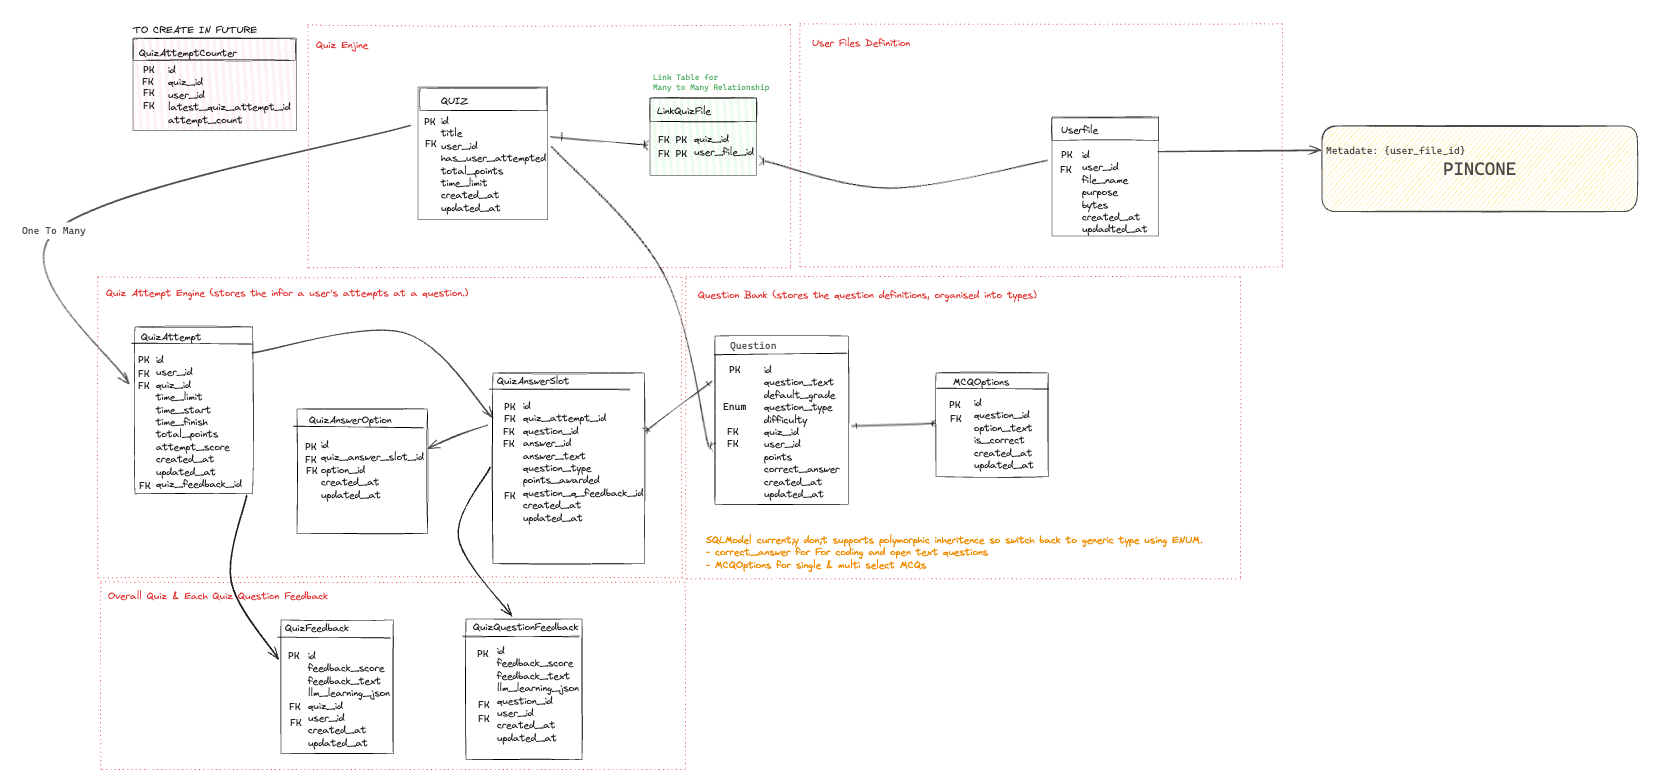 TO CREATE IN FUTURE
QuizAttemptCounter
PK id
FK quiz_id
FK user_id
FK latest_quiz_attempt_id
attempt_count
Quiz Enjine
QUIZ
PK id
title
FK user_id
has_user_attempted
total_points
time_limit
created_at
updated_at
Link Table for
Many to Many Relationship
LinkQuizFile
FK PK quiz_id
FK PK user_file_id
User Files Definition
Userfile
PK id
FK user_id
file_name
purpose
bytes
created_at
updadted_at
Metadate: {user_file_id}
PINCONE
One To Many
Quiz Attempt Engine (stores the infor a user's attempts at a question.)
QuizAttempt
PK id
FK user_id
FK quiz_id
time_limit
time_start
time_finish
total_points
attempt_score
created_at
updated_at
FK quiz_feedback_id
QuizAnswerOption
PK id
FK quiz_answer_slot_id
FK option_id
created_at
updated_at
QuizAnswerSlot
PK id
FK quiz_attempt_id
FK question_id
FK answer_id
answer_text
question_type
points_awarded
FK question_q_feedback_id
created_at
updated_at
Question Bank (stores the question definitions, organised into types)
Question
PK id
question_text
default_grade
Enum question_type
difficulty
FK quiz_id
FK user_id
points
correct_answer
created_at
updated_at
MCQOptions
PK id
FK question_id
option_text
is_correct
created_at
updated_at
SQLModel current;y don;t supports polymorphic inheritence so switch back to generic type using ENUM.
- correct_answer for For coding and open text questions
- MCQOptions for single & multi select MCQs
Overall Quiz & Each Quiz Question Feedback
QuizFeedback
PK id
feedback_score
feedback_text
llm_learning_json
FK quiz_id
FK user_id
created_at
updated_at
QuizQuestionFeedback
PK id
feedback_score
feedback_text
llm_learning_json
FK question_id
FK user_id
created_at
updated_at